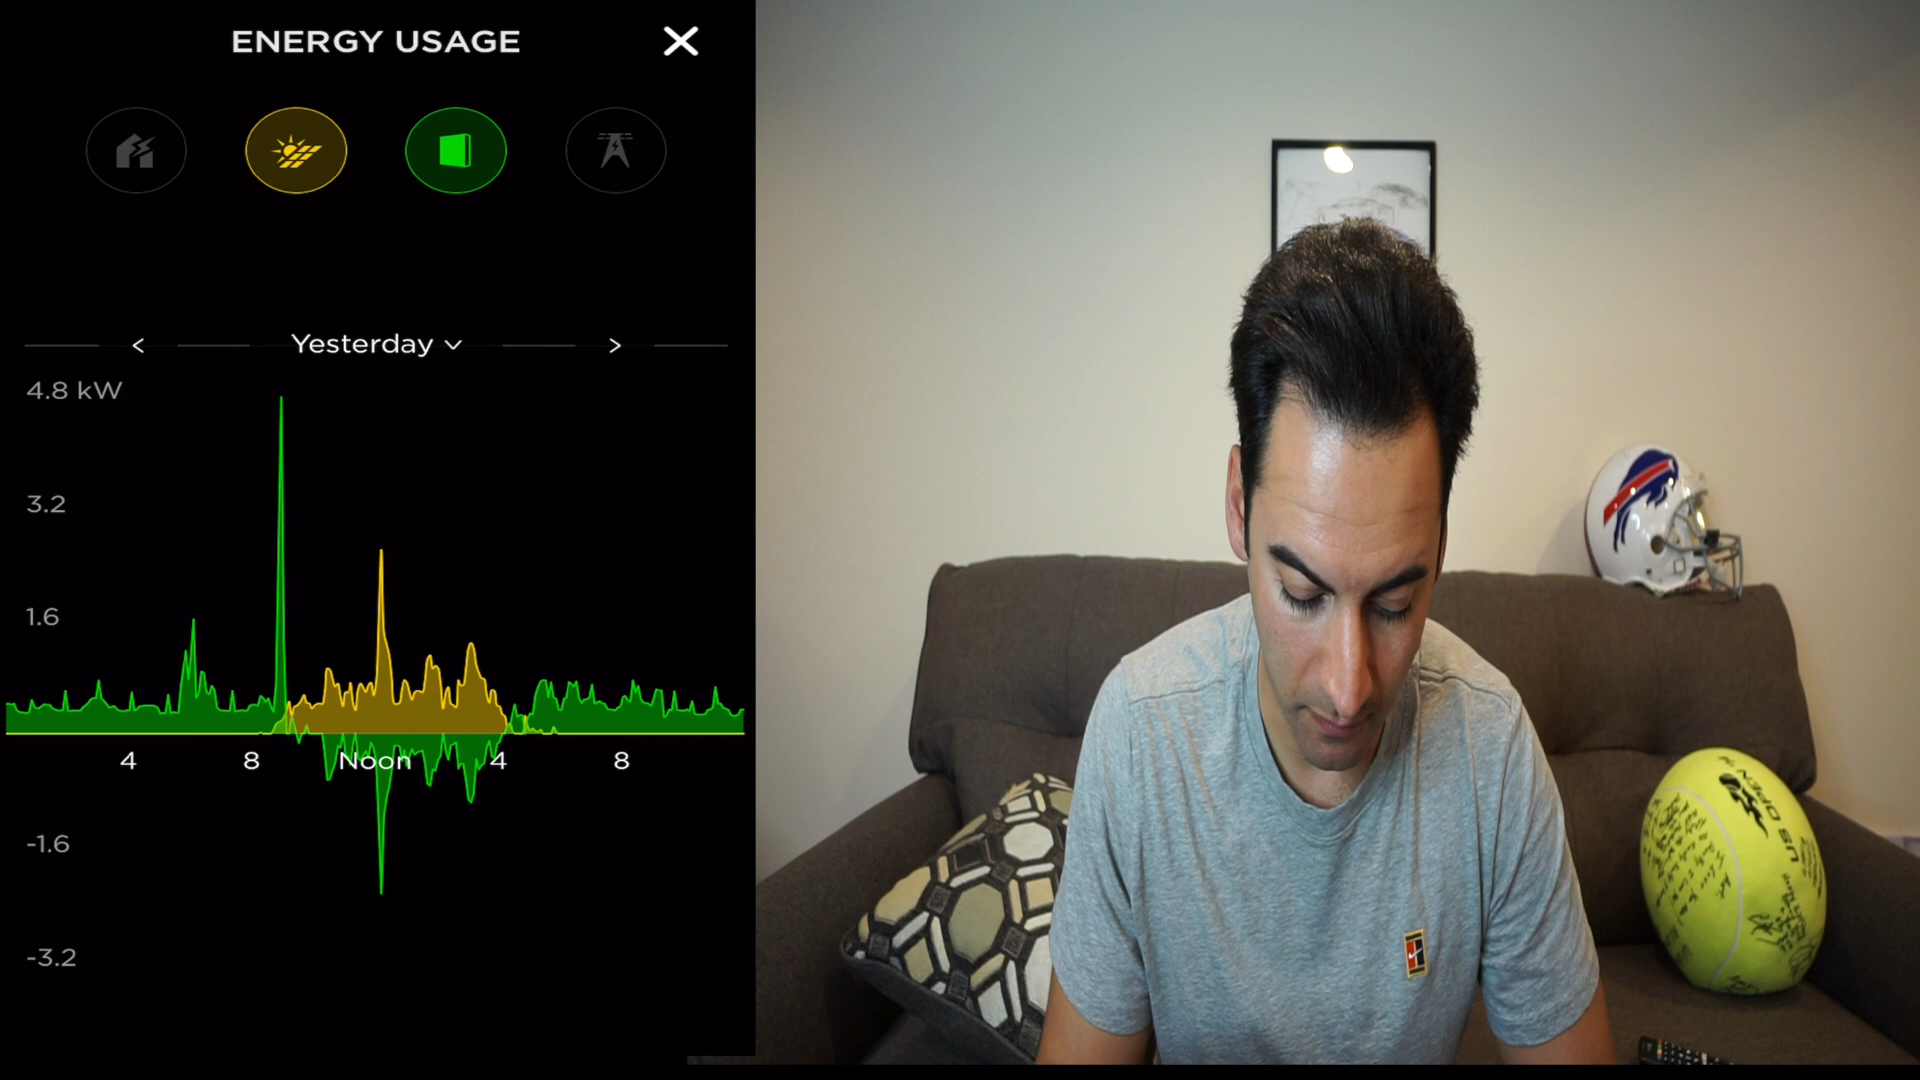 ENERGY USAGE
< Yesterday >
4.8 kW
3.2
1.6
4 8 Noon 4 8
-1.6
-3.2
US OPEN